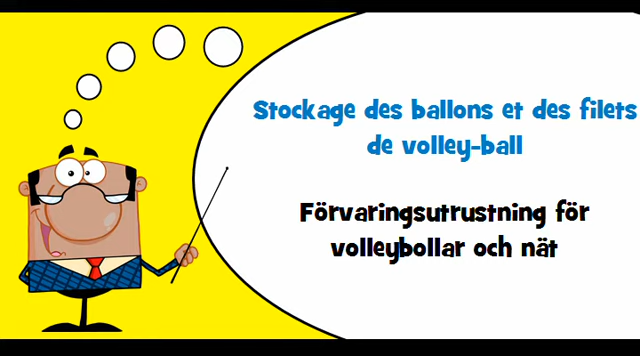 Stockage des ballons et des filets
de volley-ball
Förvaringsutrustning för
volleybollar och nät